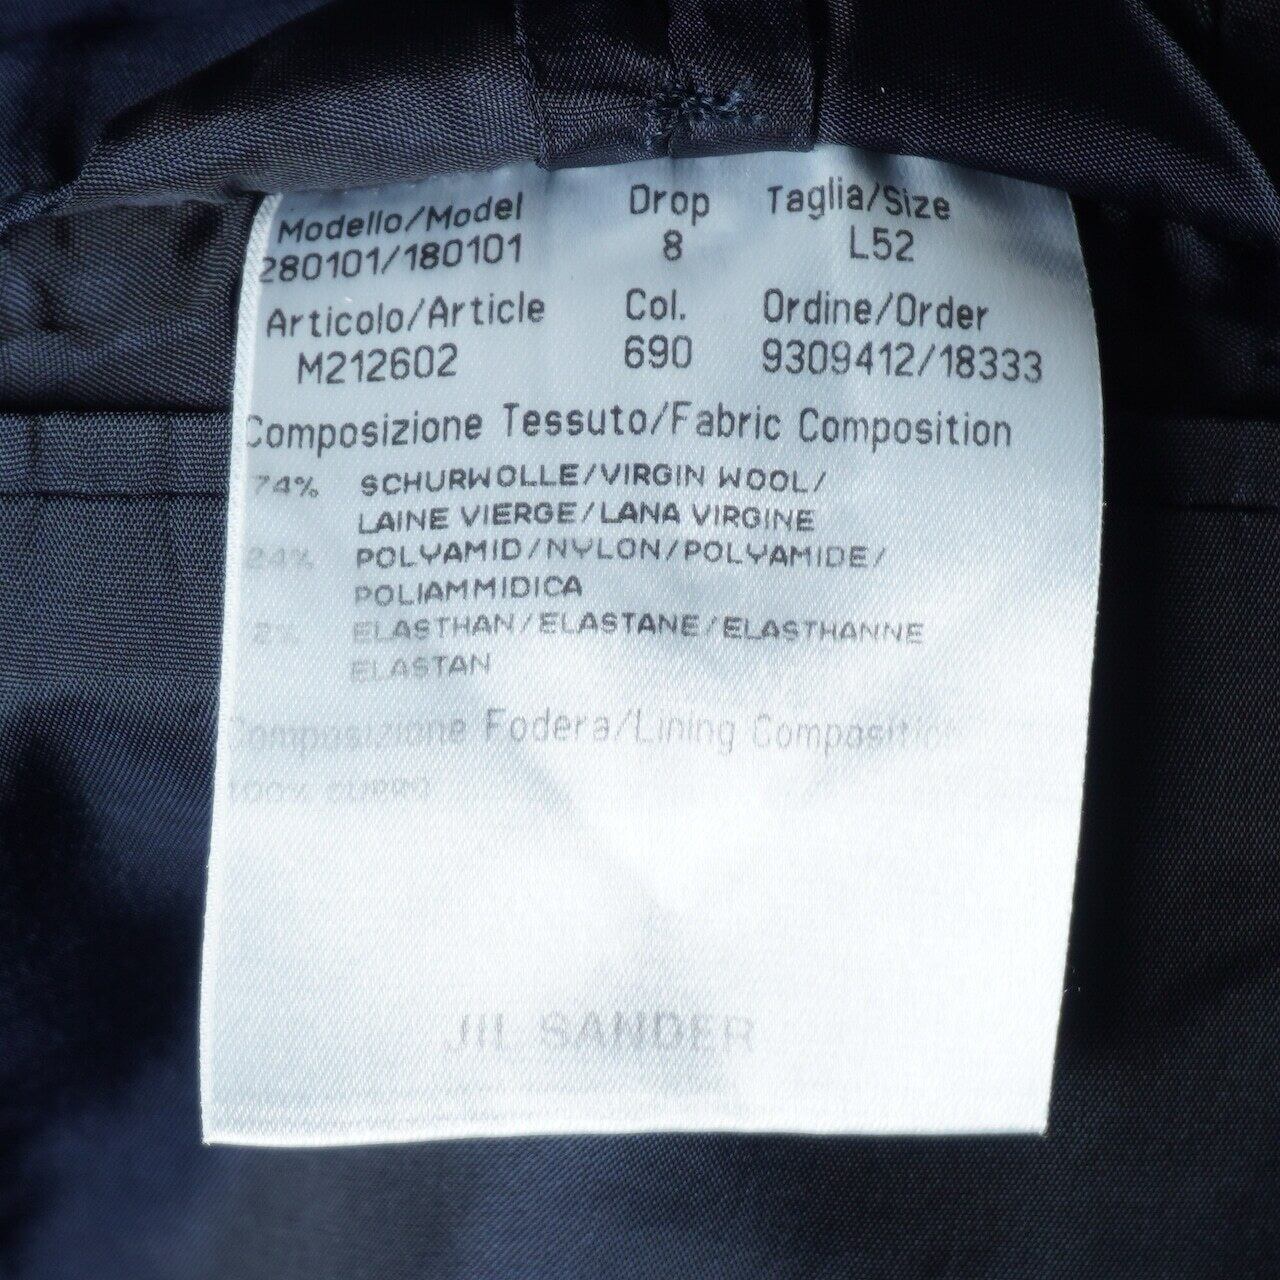 Modello/Model Drop Taglia/Size
280101/180101 8 L52
Articolo/Article Col. Ordine/Order
M212602 690 9309412/18333
Composizione Tessuto/Fabric Composition
74% SCHURWOLLE/VIRGIN WOOL/
LAINE VIERGE/LANA VIRGINE
24% POLYAMID/NYLON/POLYAMIDE/
POLIAMMIDICA
2% ELASTHAN/ELASTANE/ELASTHANNE
ELASTAN
Composizione Fodera/Lining Composition
100% CUPRO
JIL SANDER